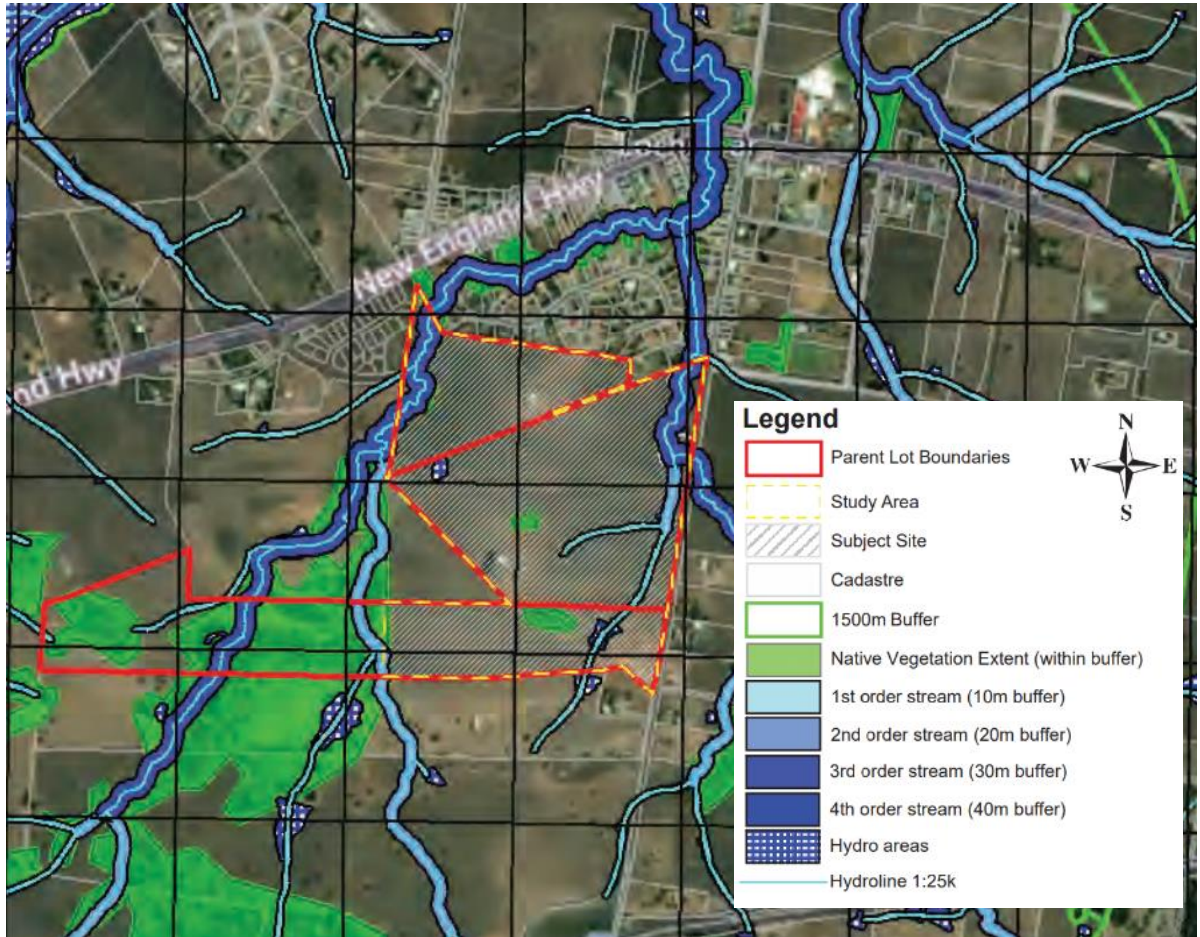 New England Hwy
nd Hwy
Legend
N
W E
S
Parent Lot Boundaries
Study Area
Subject Site
Cadastre
1500m Buffer
Native Vegetation Extent (within buffer)
1st order stream (10m buffer)
2nd order stream (20m buffer)
3rd order stream (30m buffer)
4th order stream (40m buffer)
Hydro areas
Hydroline 1:25k